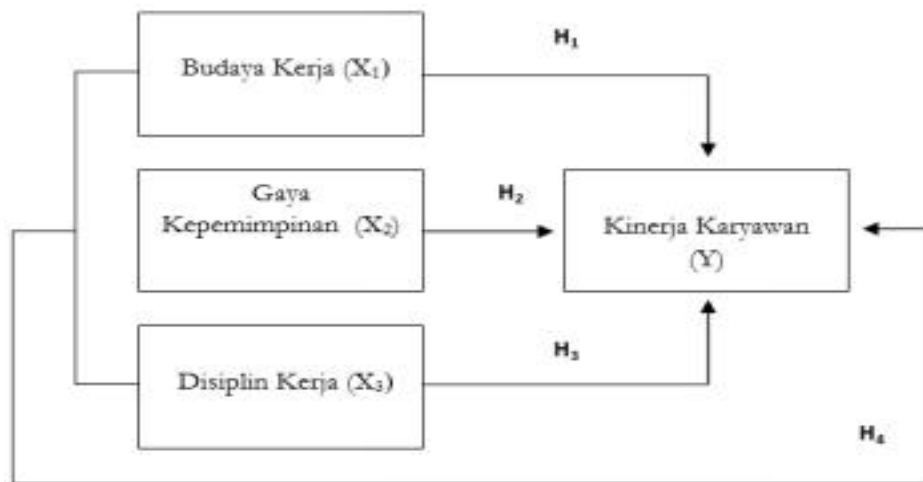 H₁
Budaya Kerja (X₁)
Gaya
Kepemimpinan (X₂)
H₂
Kinerja Karyawan
(Y)
H₃
Disiplin Kerja (X₃)
H₄